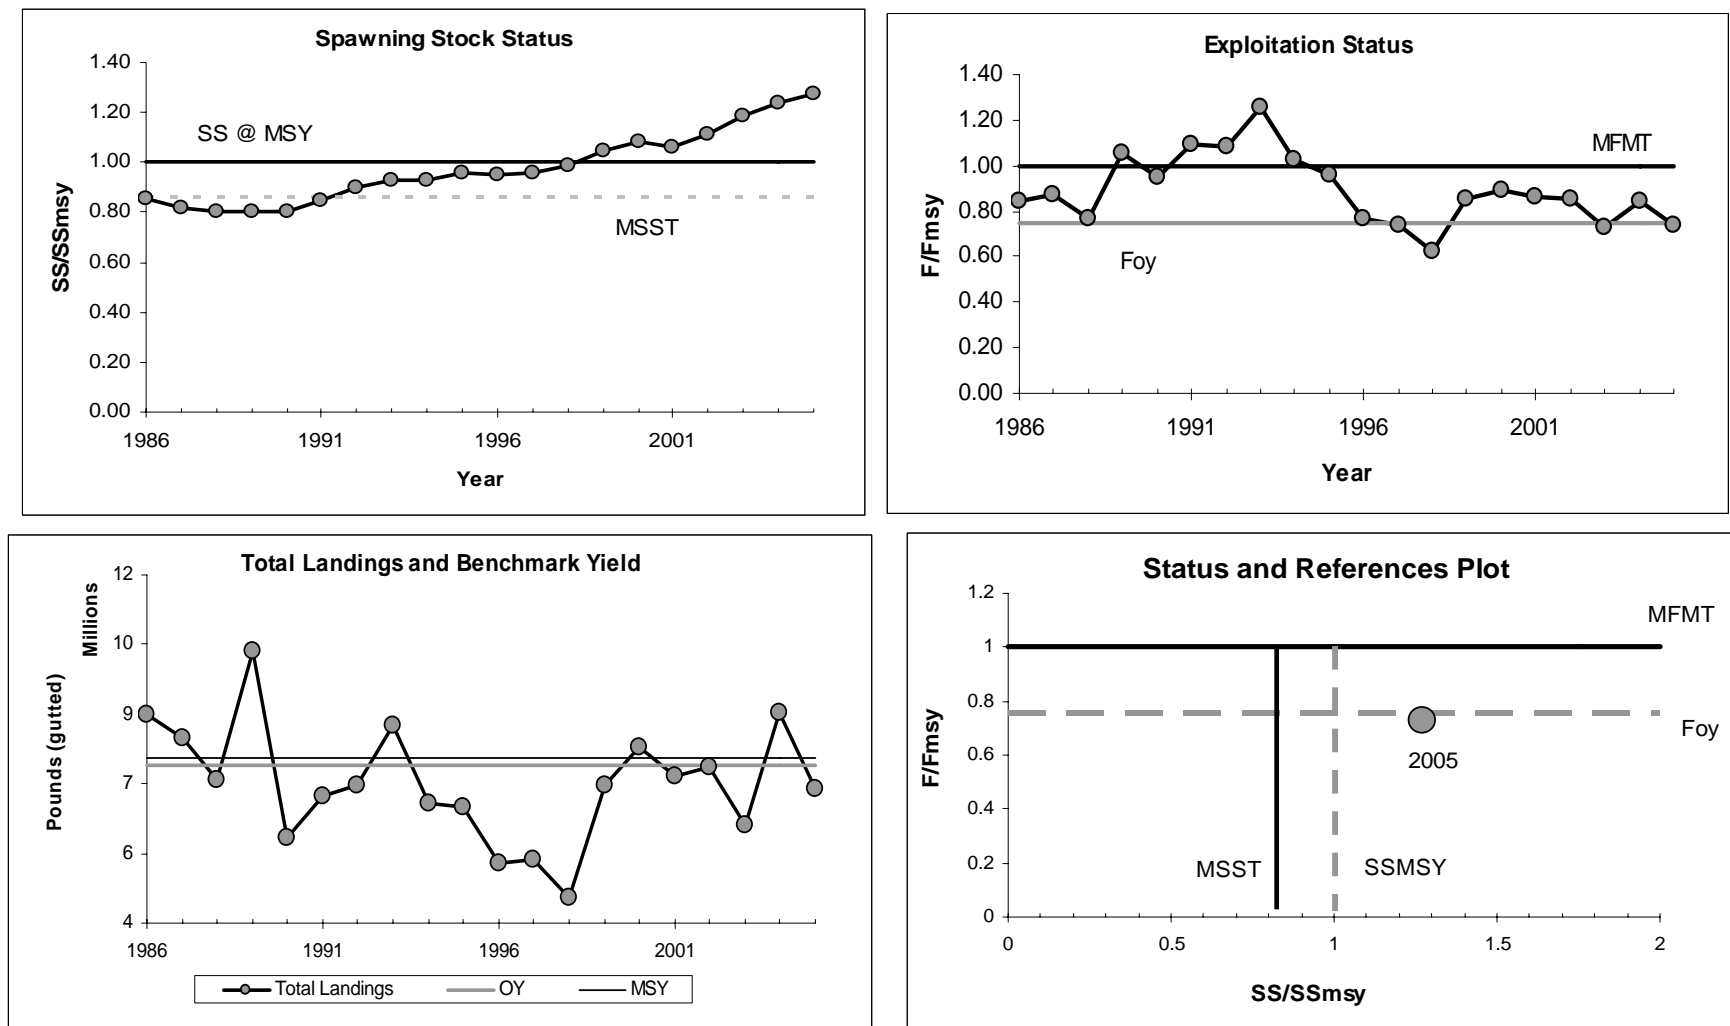 Spawning Stock Status
1.40
1.20
1.00
0.80
0.60
0.40
0.20
0.00
SS @ MSY
MSST
SS/SSmsy
1986
1991
1996
2001
Year
Exploitation Status
1.40
1.20
1.00
0.80
0.60
0.40
0.20
0.00
MFMT
Foy
F/Fmsy
1986
1991
1996
2001
Year
Total Landings and Benchmark Yield
Millions
Pounds (gutted)
12
10
9
7
6
4
1986
1991
1996
2001
Total Landings
OY
MSY
Status and References Plot
1.2
1
0.8
0.6
0.4
0.2
0
MFMT
Foy
2005
MSST
SSMSY
F/Fmsy
0
0.5
1
1.5
2
SS/SSmsy